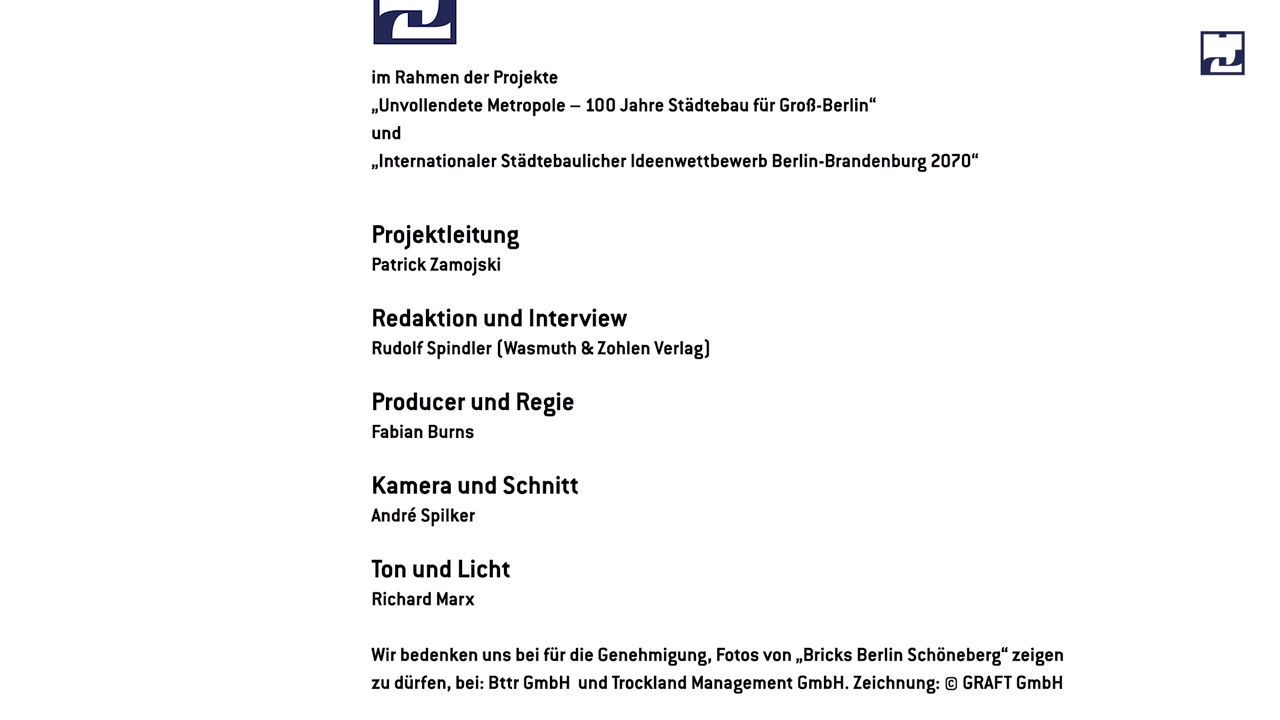 im Rahmen der Projekte
„Unvollendete Metropole – 100 Jahre Städtebau für Groß-Berlin“
und
„Internationaler Städtebaulicher Ideenwettbewerb Berlin-Brandenburg 2070“
Projektleitung
Patrick Zamojski
Redaktion und Interview
Rudolf Spindler (Wasmuth & Zohlen Verlag)
Producer und Regie
Fabian Burns
Kamera und Schnitt
André Spilker
Ton und Licht
Richard Marx
Wir bedenken uns bei für die Genehmigung, Fotos von „Bricks Berlin Schöneberg“ zeigen
zu dürfen, bei: Bttr GmbH  und Trockland Management GmbH. Zeichnung: © GRAFT GmbH